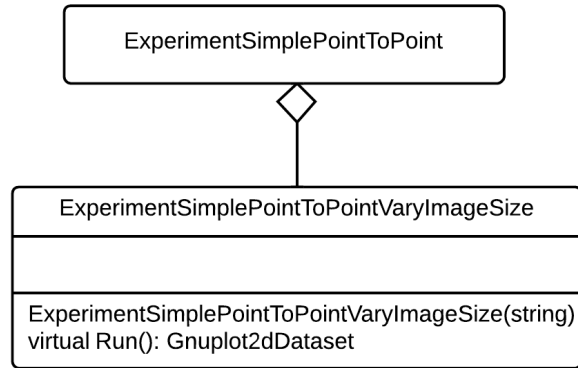 ExperimentSimplePointToPoint
ExperimentSimplePointToPointVaryImageSize
ExperimentSimplePointToPointVaryImageSize(string)
virtual Run(): Gnuplot2dDataset